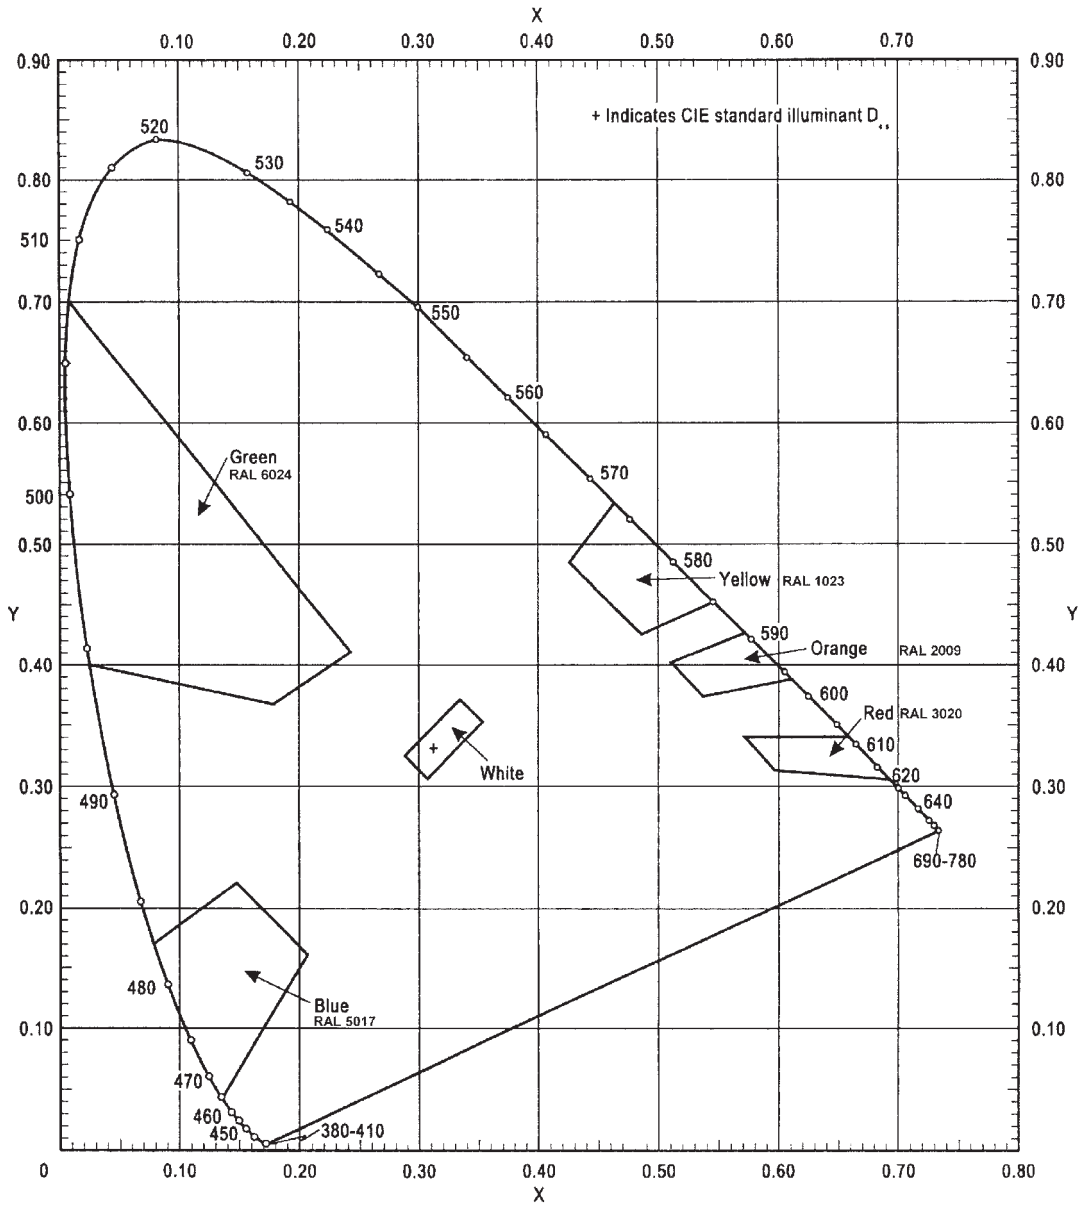 X
0.10 0.20 0.30 0.40 0.50 0.60 0.70
0.90 0.90
+ Indicates CIE standard illuminant D
520
530
0.80 0.80
540
510
0.70 0.70
550
560
0.60 0.60
Green
RAL 6024
570
500
0.50 0.50
580
Yellow RAL 1023
Y Y
590
Orange RAL 2009
0.40 0.40
600
Red RAL 3020
610
White
620
0.30 0.30
490 640
690-780
0.20 0.20
480
Blue
RAL 5017
0.10 0.10
470
460
450 380-410
0 0.10 0.20 0.30 0.40 0.50 0.60 0.70 0.80
X